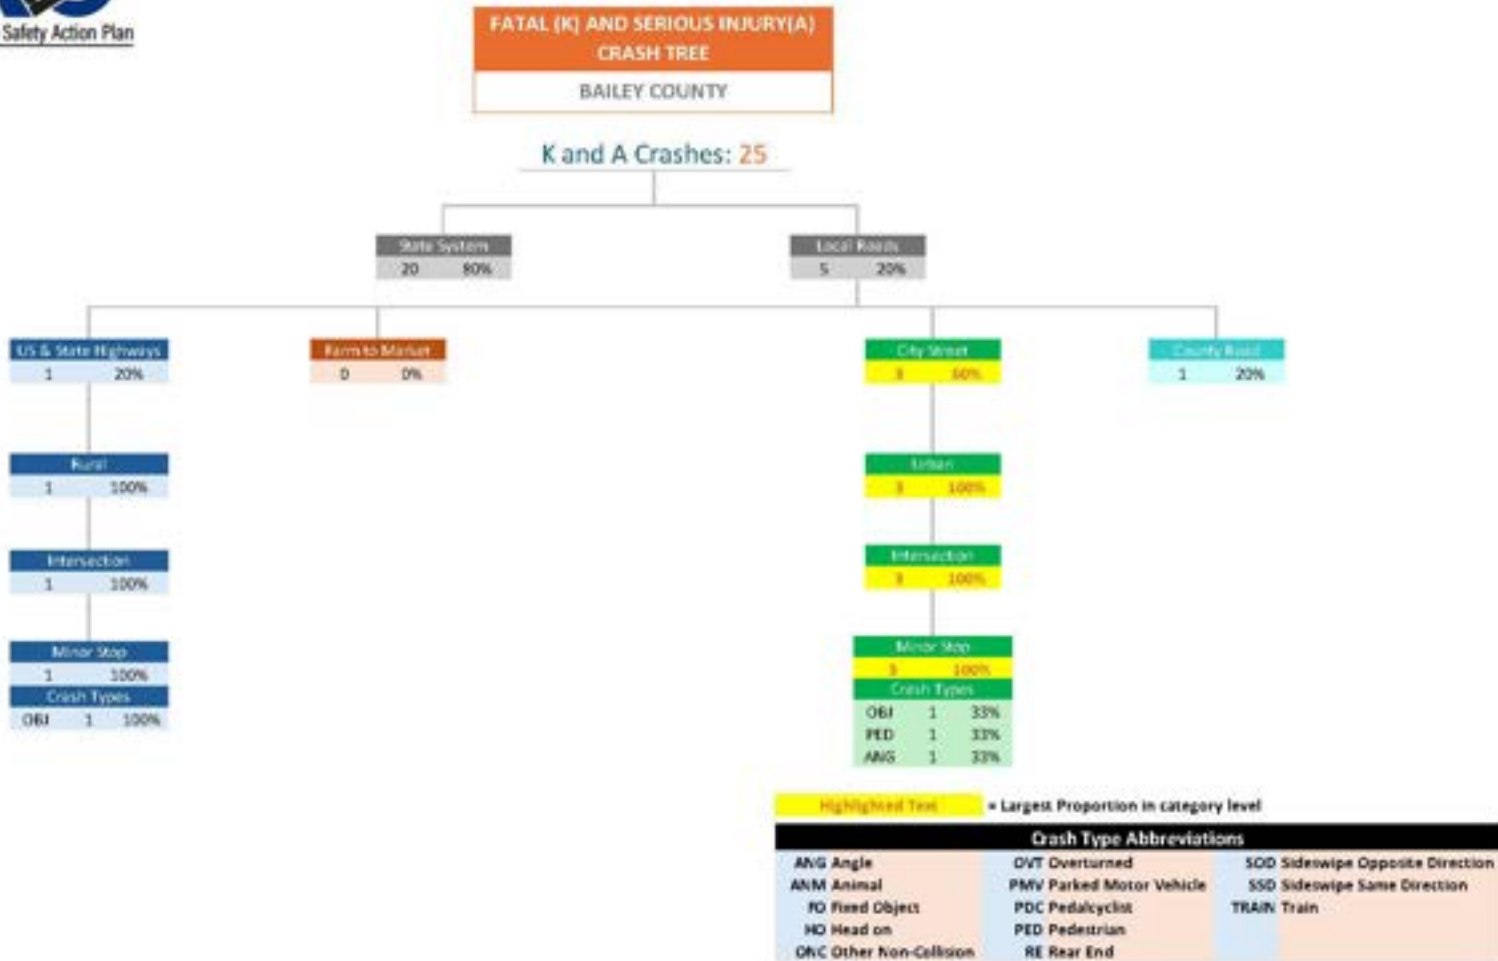 Safety Action Plan
FATAL (K) AND SERIOUS INJURY(A)
CRASH TREE
BAILEY COUNTY
K and A Crashes: 25
State System
20 80%
Local Roads
5 20%
US & State Highways
1 20%
Farm to Market
0 0%
City Street
3 60%
County Road
1 20%
Rural
1 100%
Urban
3 100%
Intersection
1 100%
Intersection
3 100%
Minor Stop
1 100%
Crash Types
OBJ 1 100%
Minor Stop
3 100%
Crash Types
OBJ 1 33%
PED 1 33%
ANG 1 33%
Highlighted Text = Largest Proportion in category level
Crash Type Abbreviations
ANG Angle OVT Overturned SOD Sideswipe Opposite Direction
ANM Animal PMV Parked Motor Vehicle SSD Sideswipe Same Direction
FO Fixed Object PDC Pedalcyclist TRAIN Train
HO Head on PED Pedestrian
ONC Other Non-Collision RE Rear End